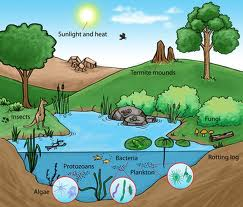 Sunlight and heat
Termite mounds
Insects
Fungi
Bacteria
Protozoans
Plankton
Rotting log
Algae